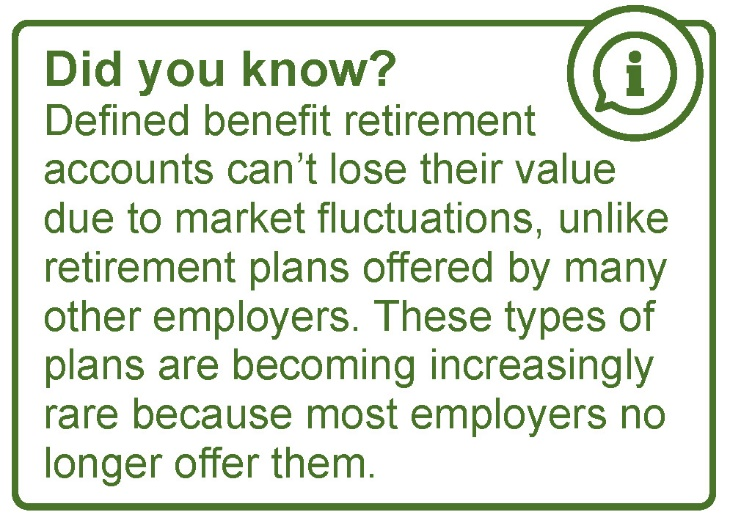 Did you know?
Defined benefit retirement
accounts can’t lose their value
due to market fluctuations, unlike
retirement plans offered by many
other employers. These types of
plans are becoming increasingly
rare because most employers no
longer offer them.
i